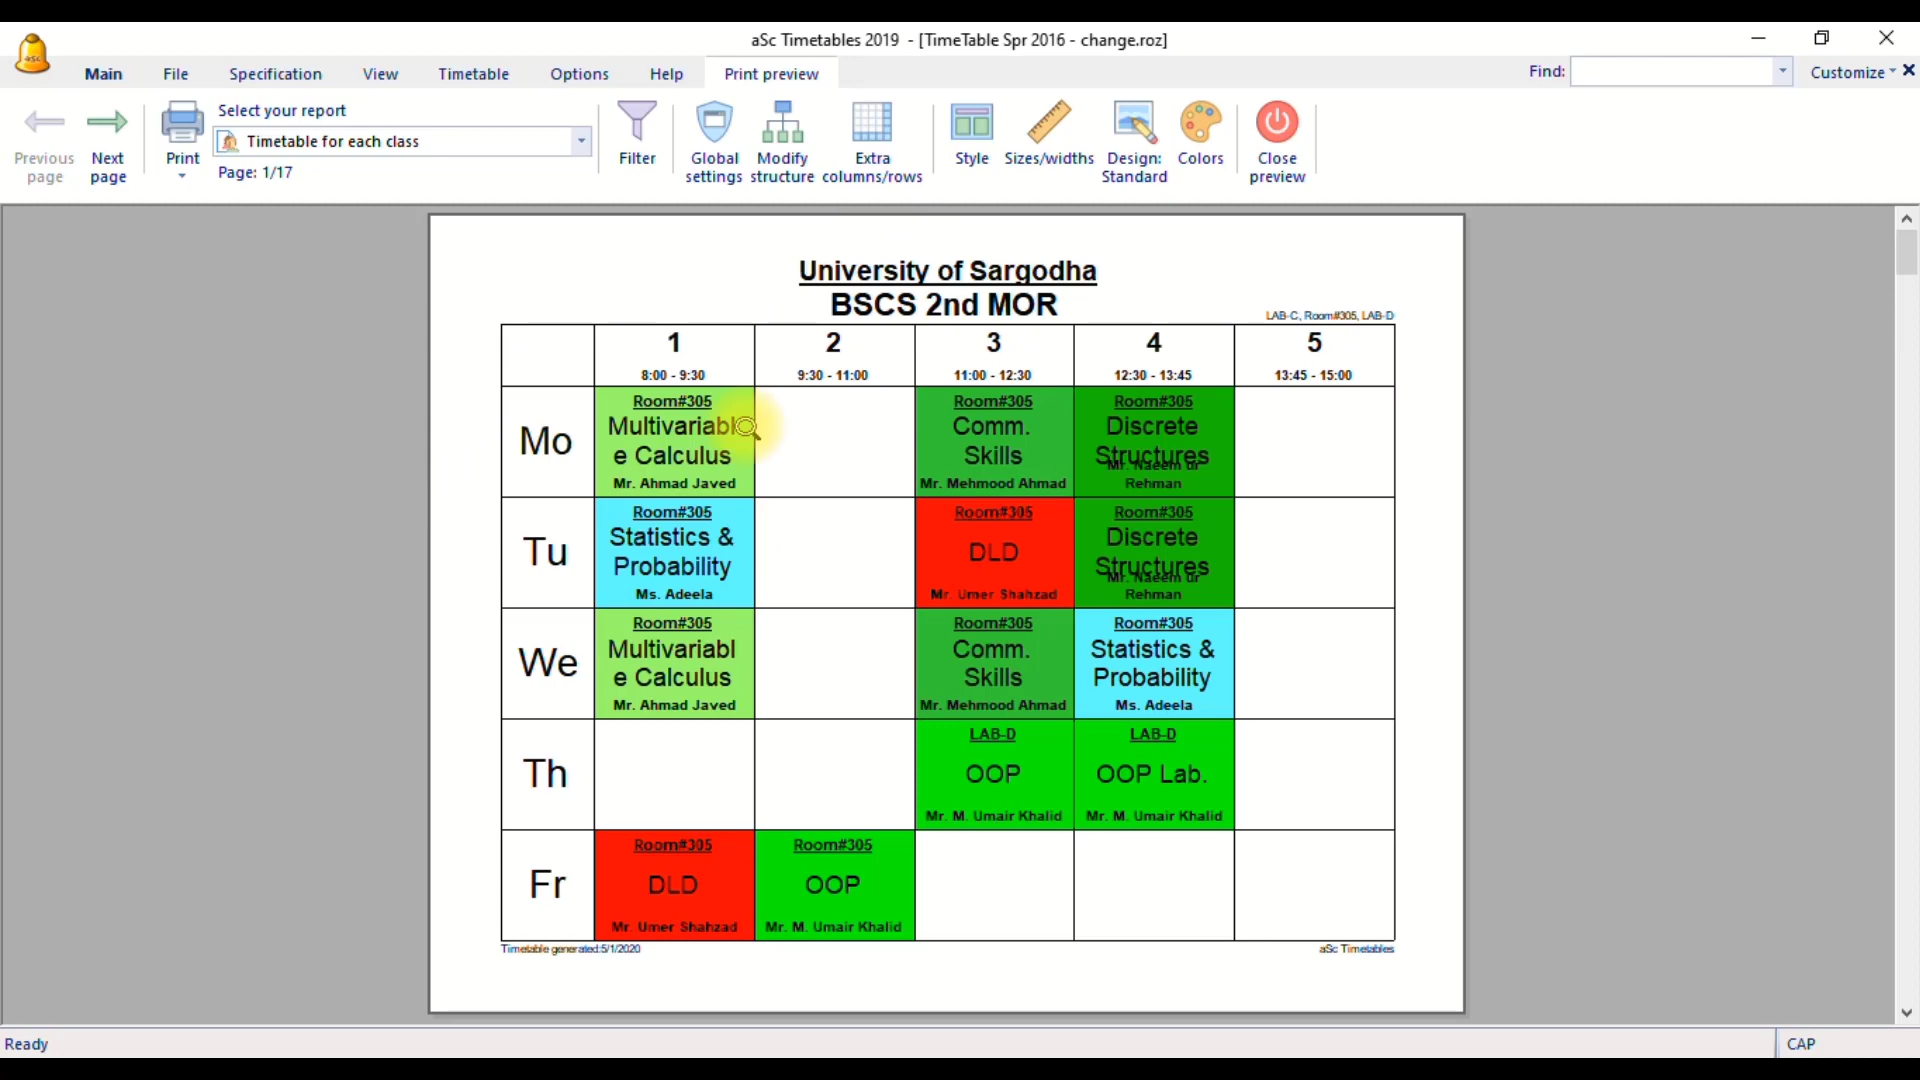 aSc Timetables 2019 - [TimeTable Spr 2016 - change.roz]
aSc
Main File Specification View Timetable Options Help Print preview
Find:
Customize
Previous page
Next page
Print
Select your report
Timetable for each class
Page: 1/17
Filter
Global settings
Modify structure
Extra columns/rows
Style
Sizes/widths
Design: Standard
Colors
Close preview
University of Sargodha
BSCS 2nd MOR
LAB-C, Room#305, LAB-D
1 2 3 4 5
8:00 - 9:30 9:30 - 11:00 11:00 - 12:30 12:30 - 13:45 13:45 - 15:00
Mo
Room#305
Multivariabl
e Calculus
Mr. Ahmad Javed
Room#305
Comm.
Skills
Mr. Mehmood Ahmad
Room#305
Discrete
Structures
Mr. Naeem ur
Rehman
Tu
Room#305
Statistics &
Probability
Ms. Adeela
Room#305
DLD
Mr. Umer Shahzad
Room#305
Discrete
Structures
Mr. Naeem ur
Rehman
We
Room#305
Multivariabl
e Calculus
Mr. Ahmad Javed
Room#305
Comm.
Skills
Mr. Mehmood Ahmad
Room#305
Statistics &
Probability
Ms. Adeela
Th
LAB-D
OOP
Mr. M. Umair Khalid
LAB-D
OOP Lab.
Mr. M. Umair Khalid
Fr
Room#305
DLD
Mr. Umer Shahzad
Room#305
OOP
Mr. M. Umair Khalid
Timetable generated:5/1/2020
aSc Timetables
Ready
CAP